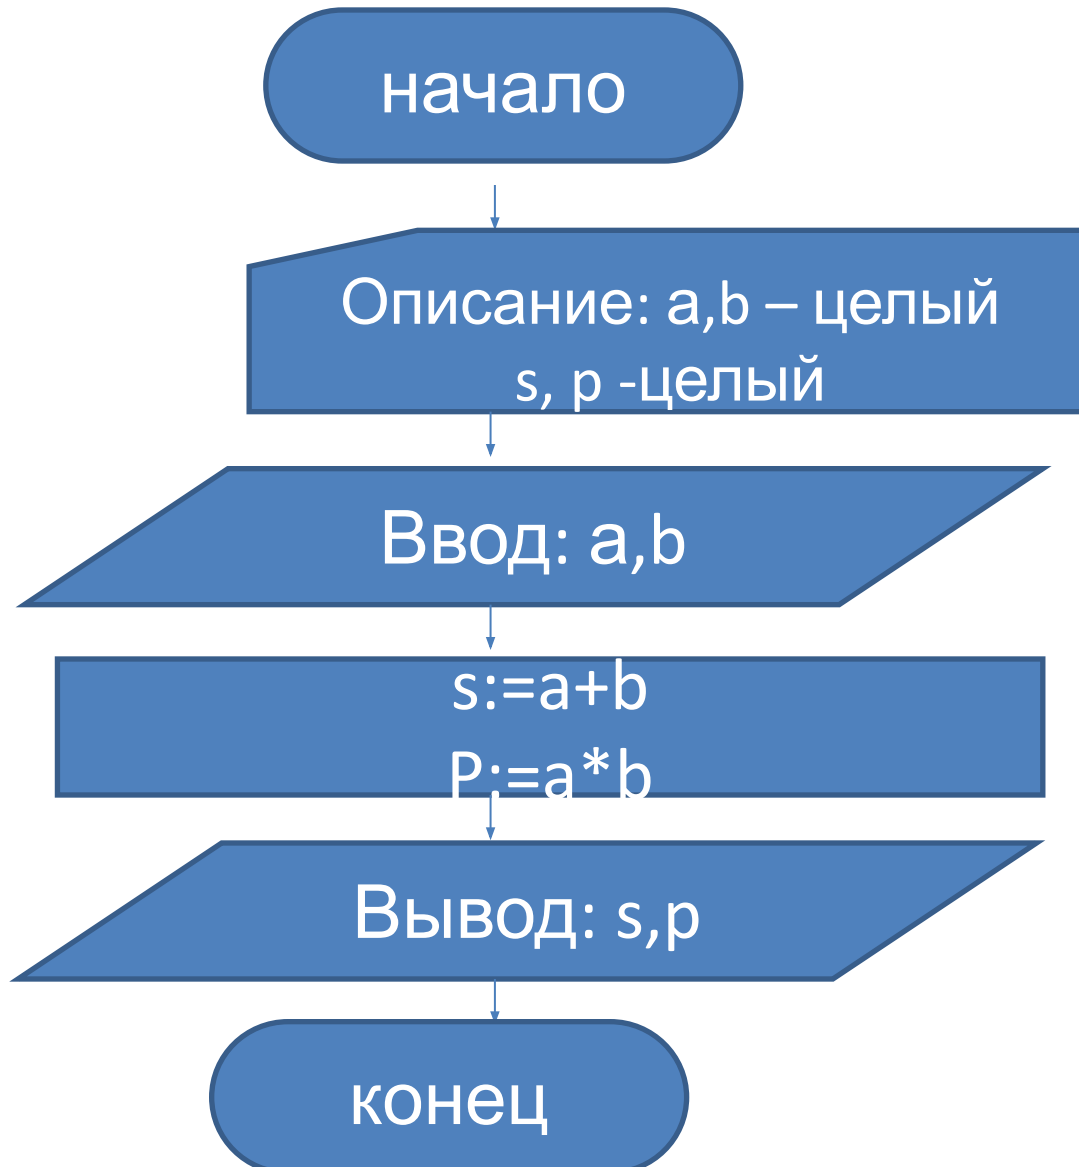 начало
Описание: a,b – целый
s, p -целый
Ввод: a,b
s:=a+b
P:=a*b
Вывод: s,p
конец